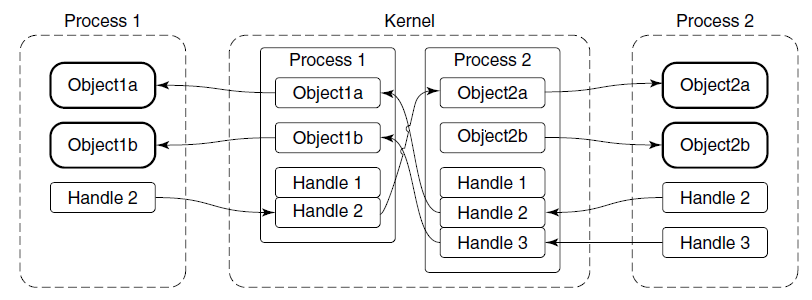 Process 1
Object1a
Object1b
Handle 2
Kernel
Process 1
Object1a
Object1b
Handle 1
Handle 2
Process 2
Object2a
Object2b
Handle 1
Handle 2
Handle 3
Process 2
Object2a
Object2b
Handle 2
Handle 3